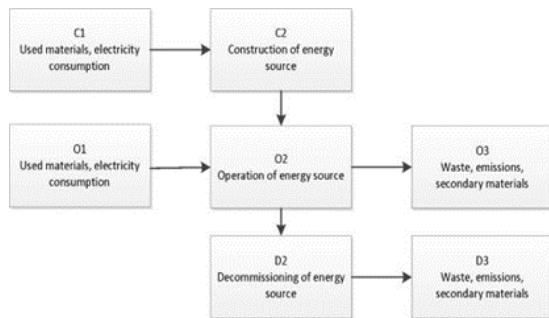 C1
Used materials, electricity
consumption
C2
Construction of energy
source
O1
Used materials, electricity
consumption
O2
Operation of energy source
O3
Waste, emissions,
secondary materials
D2
Decommissioning of energy
source
D3
Waste, emissions,
secondary materials